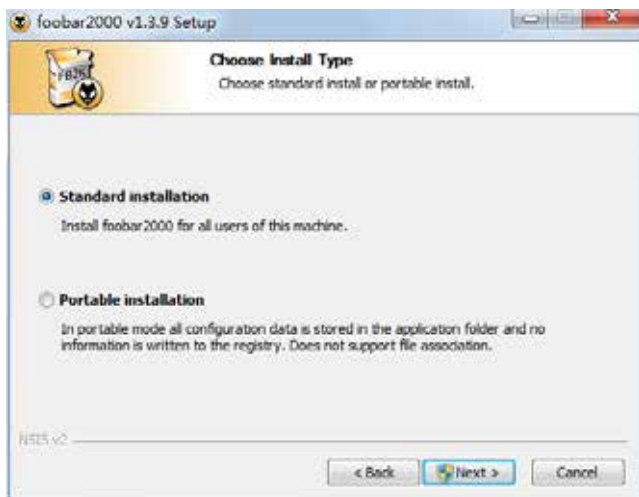 foobar2000 v1.3.9 Setup
Choose Install Type
Choose standard install or portable install.
Standard installation
Install foobar2000 for all users of this machine.
Portable installation
In portable mode all configuration data is stored in the application folder and no
information is written to the registry. Does not support file association.
NSIS v2
< Back
Next >
Cancel